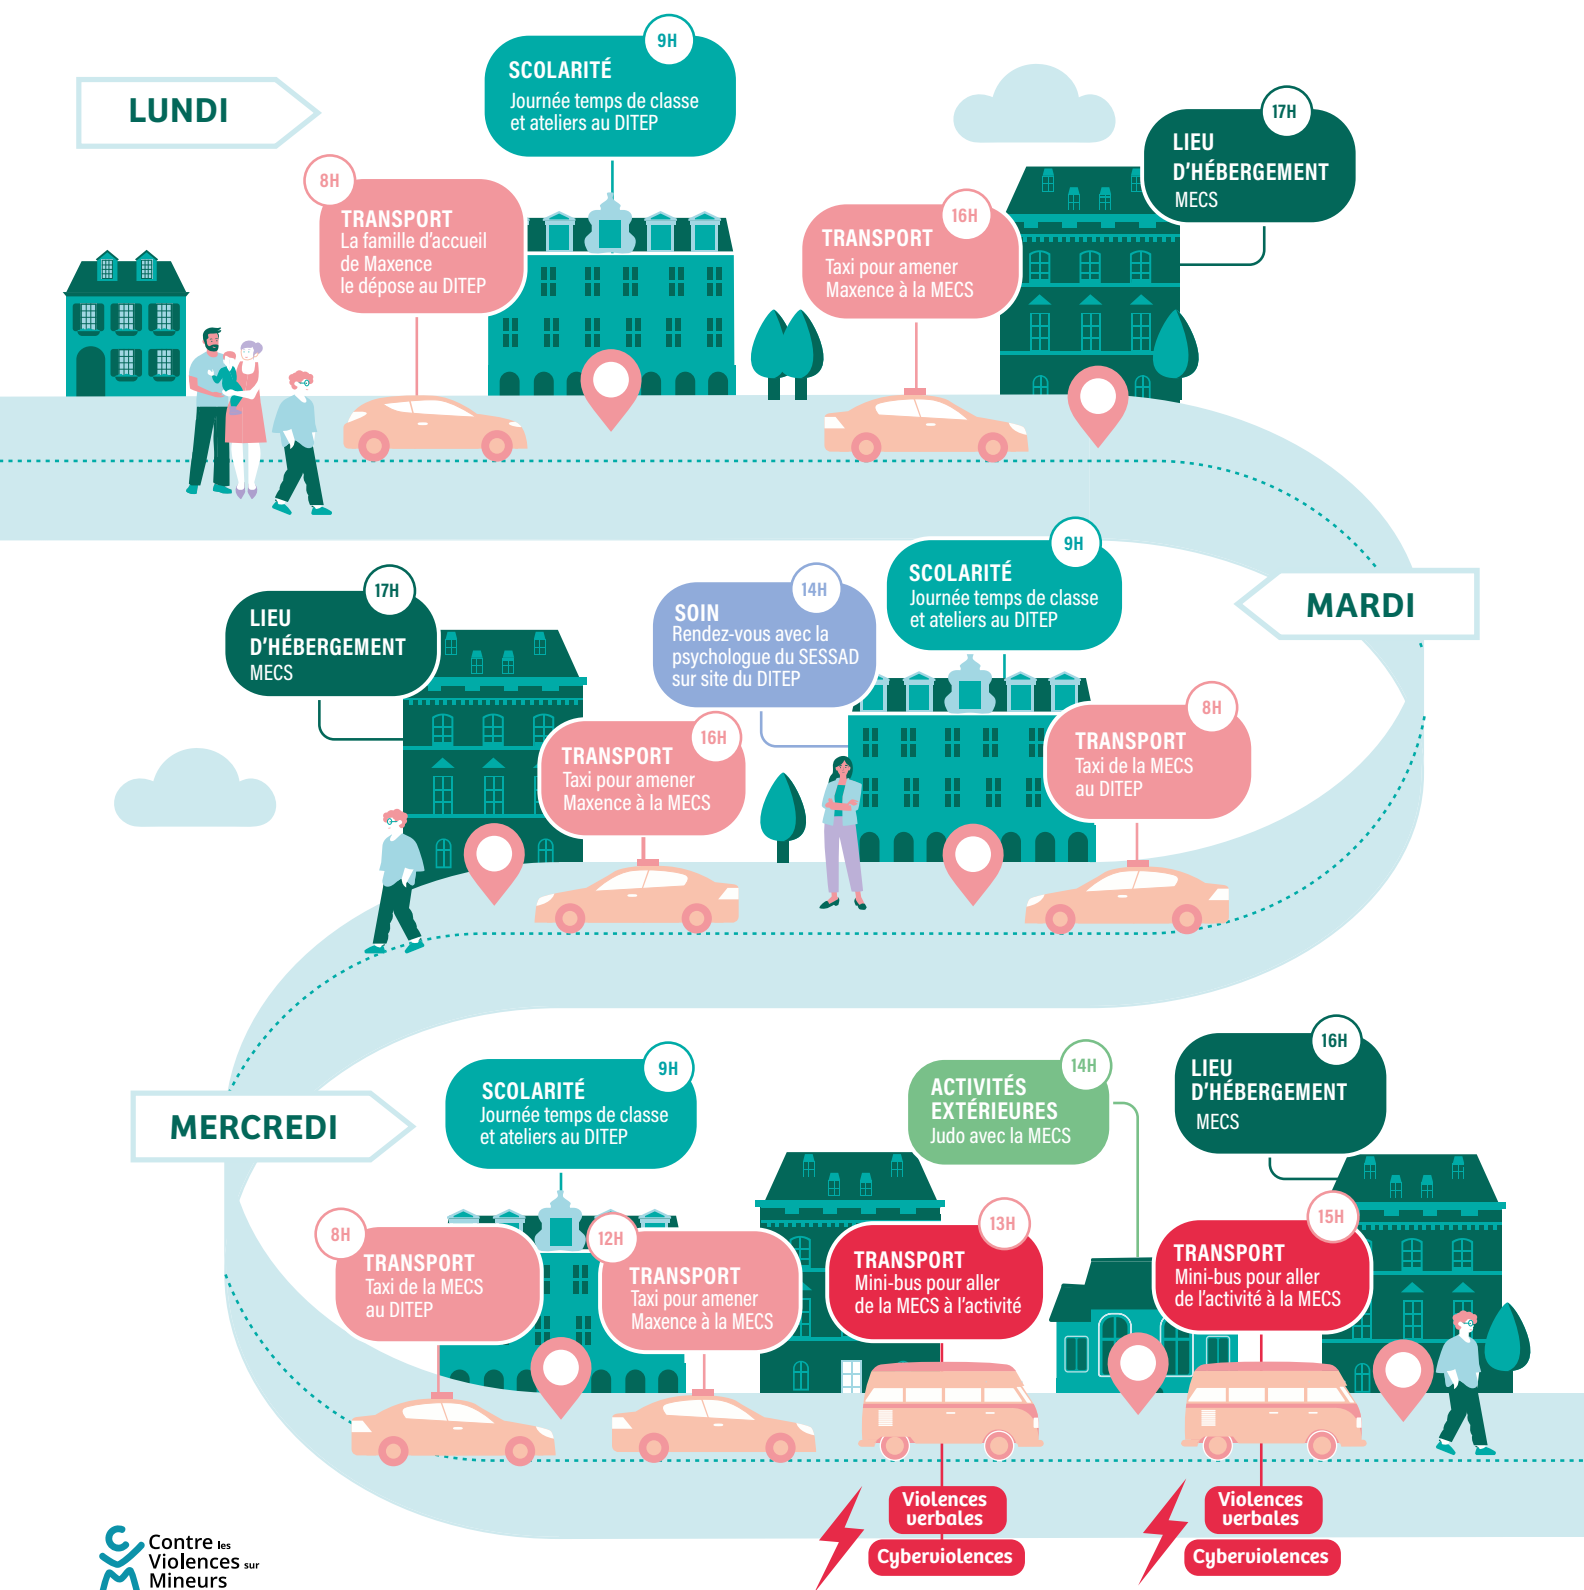 LUNDI
8H
TRANSPORT
La famille d'accueil
de Maxence
le dépose au DITEP
9H
SCOLARITÉ
Journée temps de classe
et ateliers au DITEP
16H
TRANSPORT
Taxi pour amener
Maxence à la MECS
17H
LIEU
D'HÉBERGEMENT
MECS
MARDI
8H
TRANSPORT
Taxi de la MECS
au DITEP
9H
SCOLARITÉ
Journée temps de classe
et ateliers au DITEP
14H
SOIN
Rendez-vous avec la
psychologue du SESSAD
sur site du DITEP
16H
TRANSPORT
Taxi pour amener
Maxence à la MECS
17H
LIEU
D'HÉBERGEMENT
MECS
MERCREDI
8H
TRANSPORT
Taxi de la MECS
au DITEP
9H
SCOLARITÉ
Journée temps de classe
et ateliers au DITEP
12H
TRANSPORT
Taxi pour amener
Maxence à la MECS
13H
TRANSPORT
Mini-bus pour aller
de la MECS à l'activité
Violences
verbales
Cyberviolences
14H
ACTIVITÉS
EXTÉRIEURES
Judo avec la MECS
15H
TRANSPORT
Mini-bus pour aller
de l'activité à la MECS
Violences
verbales
Cyberviolences
16H
LIEU
D'HÉBERGEMENT
MECS
Contre les
Violences sur
Mineurs